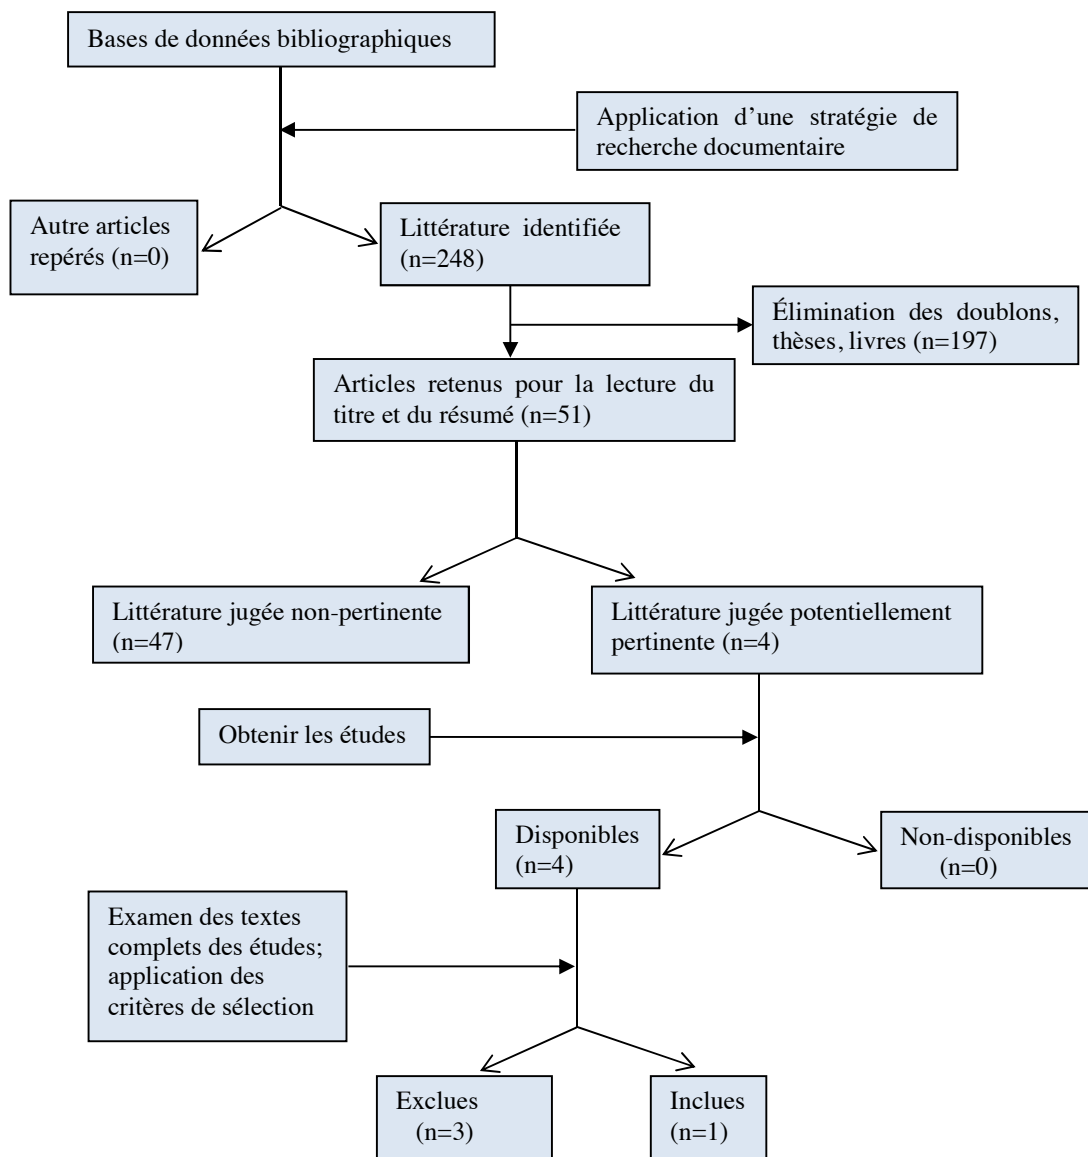 Bases de données bibliographiques
Application d’une stratégie de
recherche documentaire
Autre articles
repérés (n=0)
Littérature identifiée
(n=248)
Élimination des doublons,
thèses, livres (n=197)
Articles retenus pour la lecture du
titre et du résumé (n=51)
Littérature jugée non-pertinente
(n=47)
Littérature jugée potentiellement
pertinente (n=4)
Obtenir les études
Disponibles
(n=4)
Non-disponibles
(n=0)
Examen des textes
complets des études;
application des
critères de sélection
Exclues
(n=3)
Inclues
(n=1)